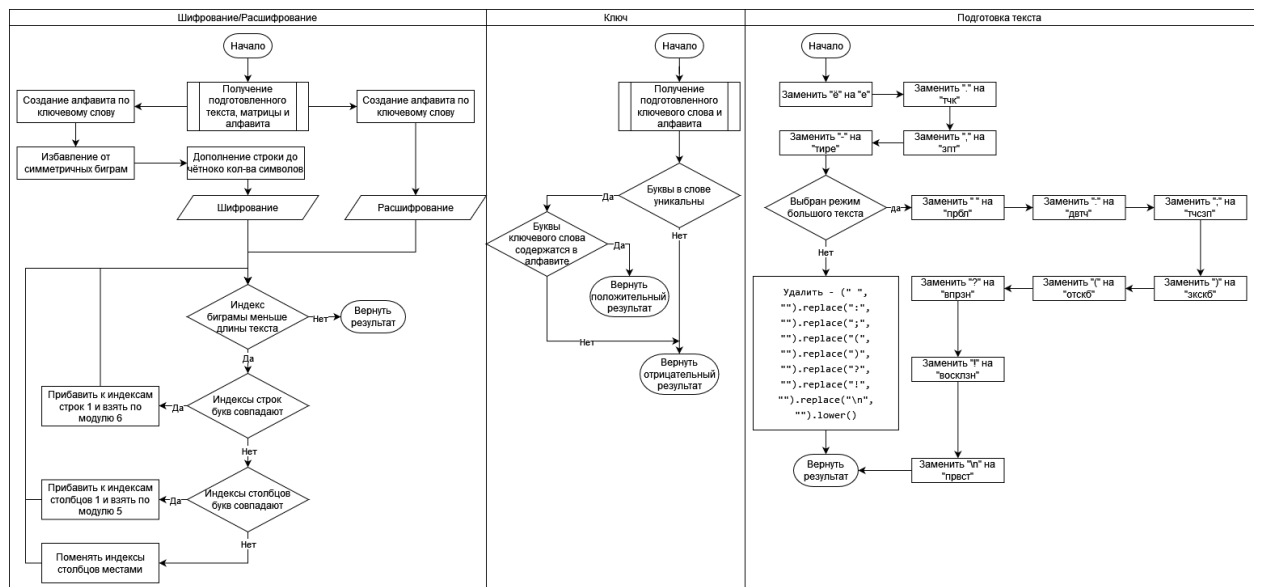 Шифрование/Расшифрование
Начало
Получение
подготовленного
текста, матрицы и
алфавита
Создание алфавита по
ключевому слову
Создание алфавита по
ключевому слову
Избавление от
симметричных биграм
Дополнение строки до
чётноко кол-ва символов
Шифрование
Расшифрование
Индекс
биграмы меньше
длины текста
Нет
Вернуть
результат
Да
Индексы строк
букв совпадают
Да
Прибавить к индексам
строк 1 и взять по
модулю 6
Нет
Индексы столбцов
букв совпадают
Да
Прибавить к индексам
столбцов 1 и взять по
модулю 5
Нет
Поменять индексы
столбцов местами
Ключ
Начало
Получение
подготовленного
ключевого слова и
алфавита
Буквы в слове
уникальны
Да
Нет
Буквы
ключевого слова
содержатся в
алфавите
Да
Вернуть
положительный
результат
Нет
Вернуть
отрицательный
результат
Подготовка текста
Начало
Заменить "ё" на "е"
Заменить "." на
"тчк"
Заменить "," на
"зпт"
Заменить "-" на
"тире"
Выбран режим
большого текста
да
Заменить " " на
"прбл"
Заменить "-" на
"двтч"
Заменить ";" на
"тчсзп"
Заменить ")" на
"зкскб"
Заменить "(" на
"отскб"
Заменить "?" на
"впрзн"
Заменить "!" на
"восклзн"
Заменить "\n" на
"првст"
Нет
Удалить - (" ",
"").replace(":",
"").replace(";",
"").replace("(",
"").replace(")",
"").replace("?",
"").replace("!",
"").replace("\n",
"").lower()
Вернуть
результат